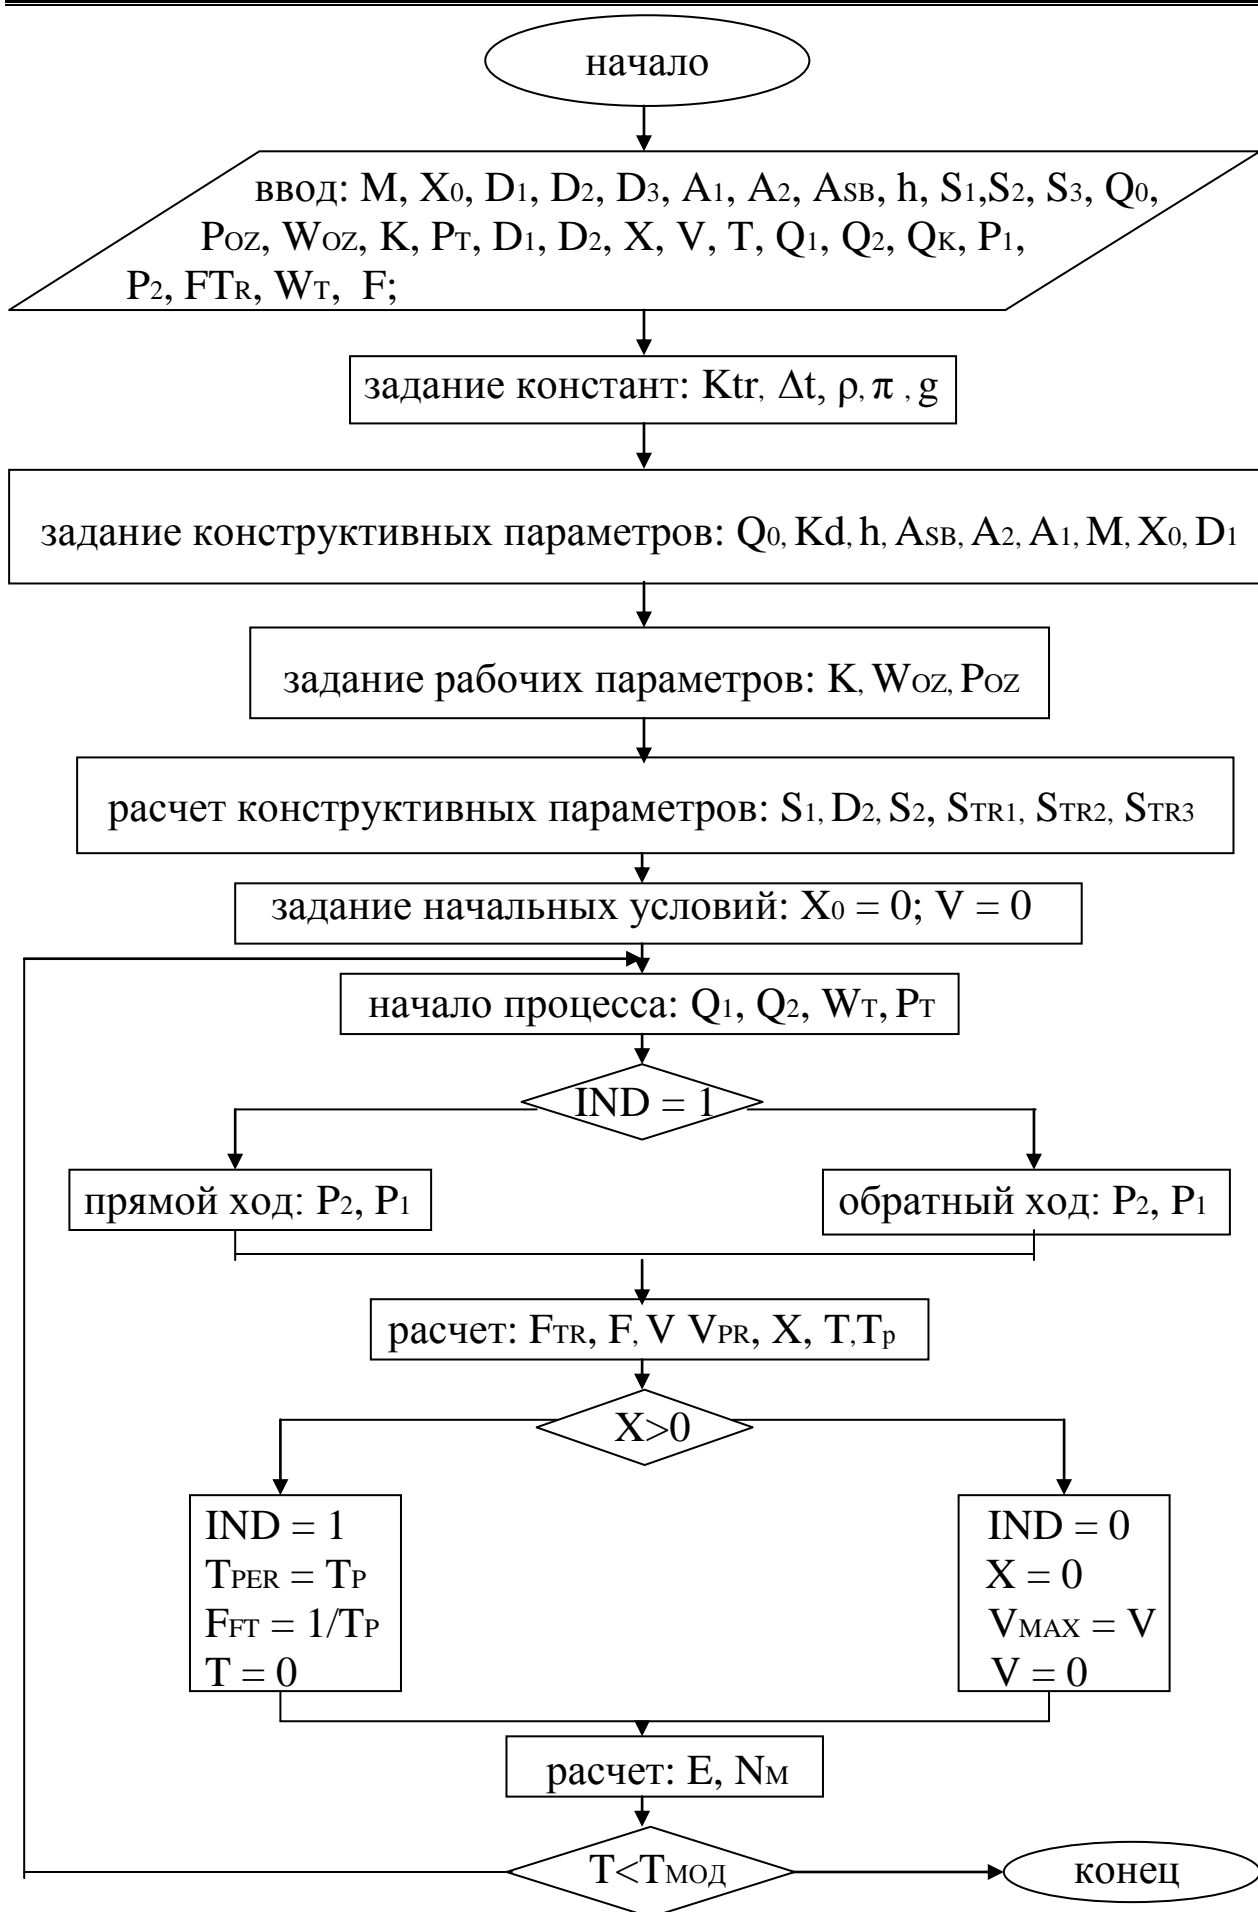 начало
ввод: M, X0, D1, D2, D3, A1, A2, ASB, h, S1,S2, S3, Q0,
POZ, WOZ, K, PT, D1, D2, X, V, T, Q1, Q2, QK, P1,
P2, FTR, WT, F;
задание констант: Ktr, Δt, ρ, π , g
задание конструктивных параметров: Q0, Kd, h, ASB, A2, A1, M, X0, D1
задание рабочих параметров: K, WOZ, POZ
расчет конструктивных параметров: S1, D2, S2, STR1, STR2, STR3
задание начальных условий: X0 = 0; V = 0
начало процесса: Q1, Q2, WT, PT
IND = 1
прямой ход: P2, P1
обратный ход: P2, P1
расчет: FTR, F, V VPR, X, T,Tp
X>0
IND = 1
TPER = TP
FFT = 1/TP
T = 0
IND = 0
X = 0
VMAX = V
V = 0
расчет: E, NM
T<TМОД
конец